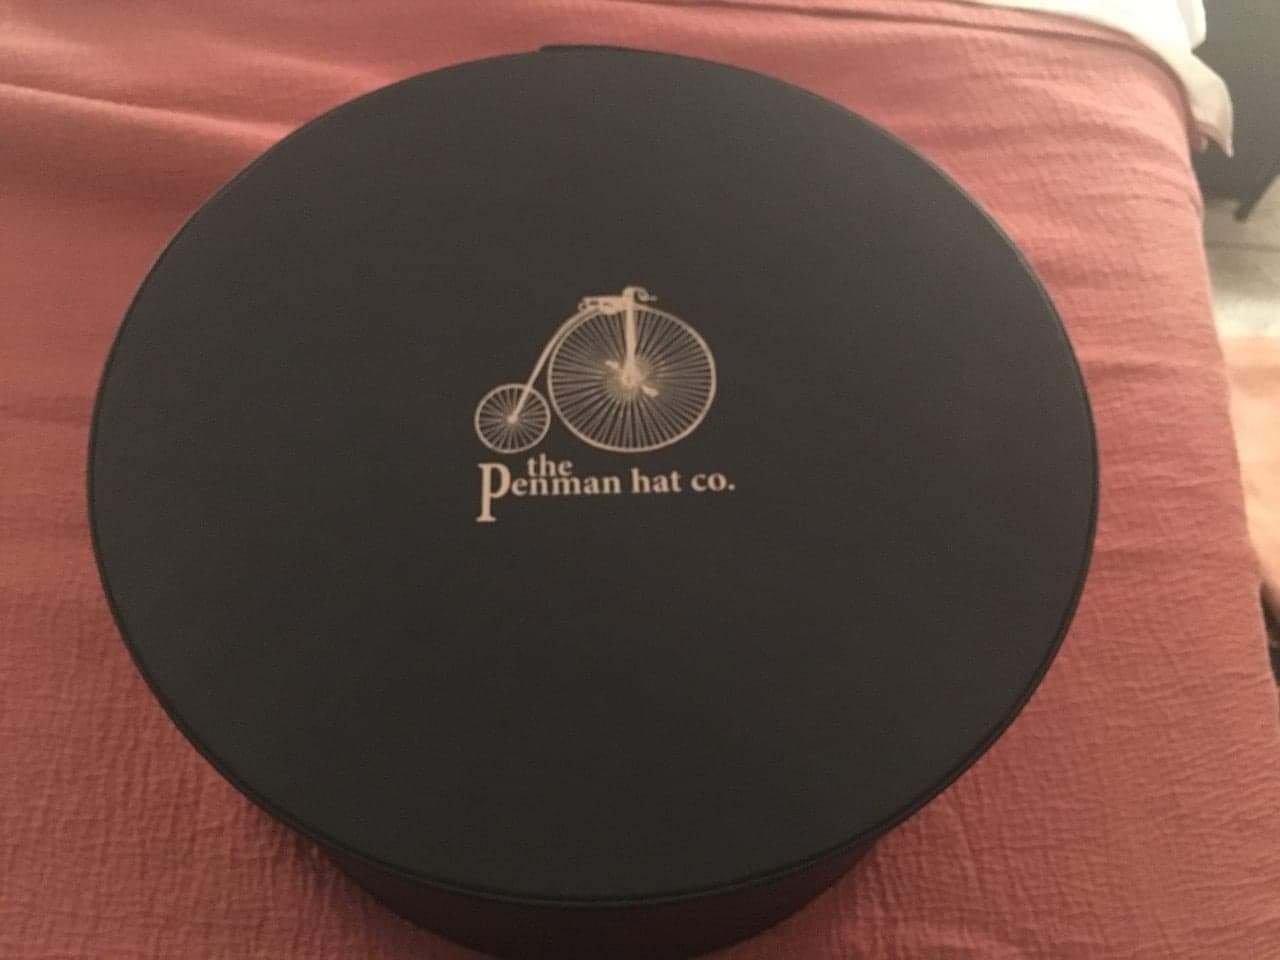 the
Penman hat co.